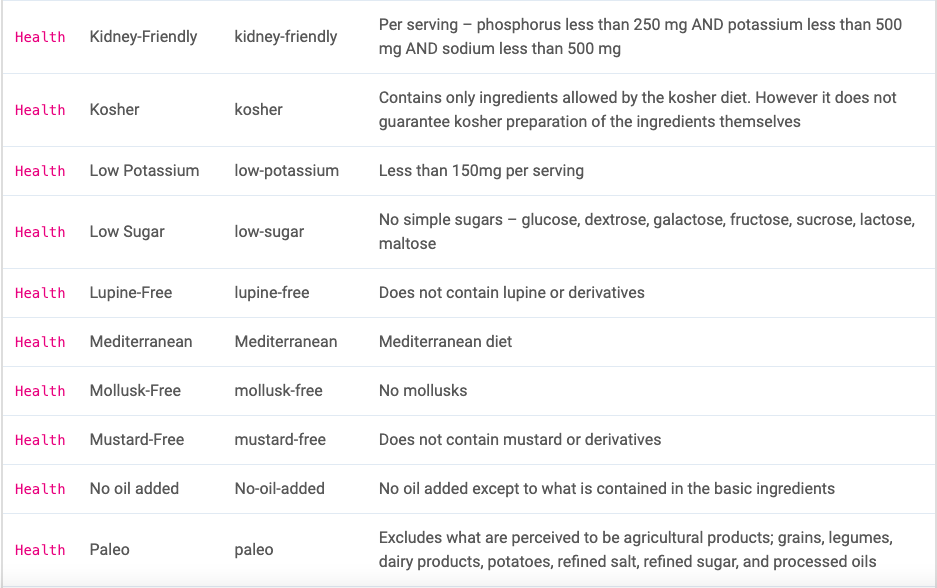 Health Kidney-Friendly kidney-friendly Per serving – phosphorus less than 250 mg AND potassium less than 500
mg AND sodium less than 500 mg
Health Kosher kosher Contains only ingredients allowed by the kosher diet. However it does not
guarantee kosher preparation of the ingredients themselves
Health Low Potassium low-potassium Less than 150mg per serving
Health Low Sugar low-sugar No simple sugars – glucose, dextrose, galactose, fructose, sucrose, lactose,
maltose
Health Lupine-Free lupine-free Does not contain lupine or derivatives
Health Mediterranean Mediterranean Mediterranean diet
Health Mollusk-Free mollusk-free No mollusks
Health Mustard-Free mustard-free Does not contain mustard or derivatives
Health No oil added No-oil-added No oil added except to what is contained in the basic ingredients
Health Paleo paleo Excludes what are perceived to be agricultural products; grains, legumes,
dairy products, potatoes, refined salt, refined sugar, and processed oils